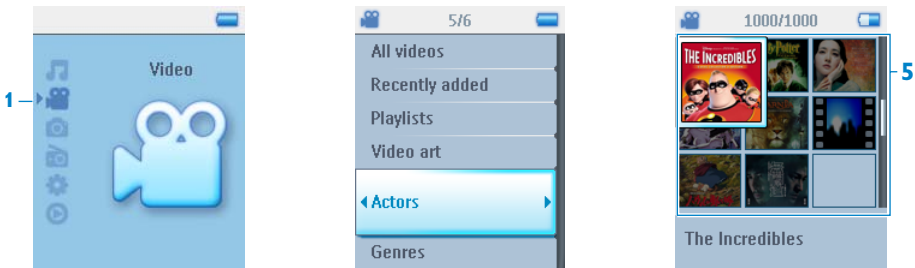 1
Video
5/6
All videos
Recently added
Playlists
Video art
Actors
Genres
1000/1000
THE INCREDIBLES
5
The Incredibles